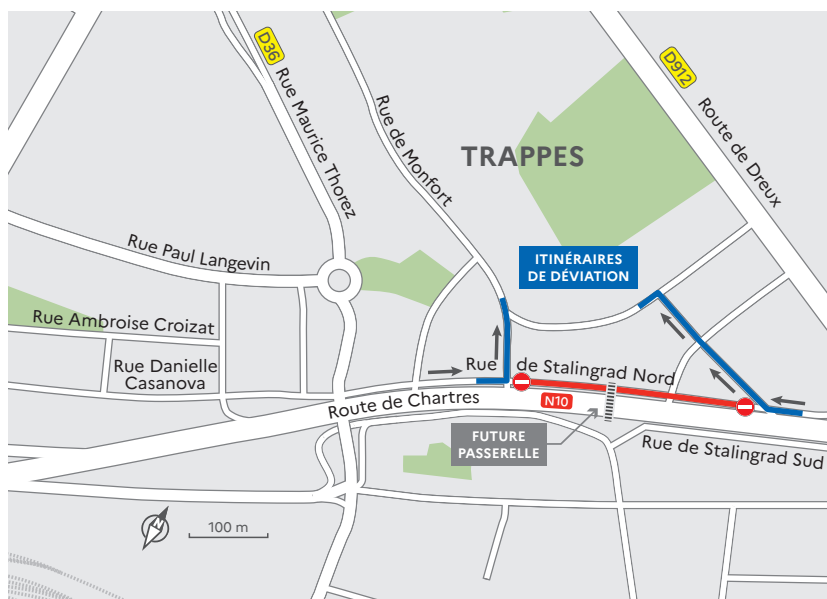 D36
Rue Maurice Thorez
Rue de Monfort
D912
Route de Dreux
TRAPPES
Rue Paul Langevin
ITINÉRAIRES
DE DÉVIATION
Rue Ambroise Croizat
Rue Danielle
Casanova
Rue de Stalingrad Nord
Route de Chartres
N10
FUTURE
PASSERELLE
Rue de Stalingrad Sud
N
100 m